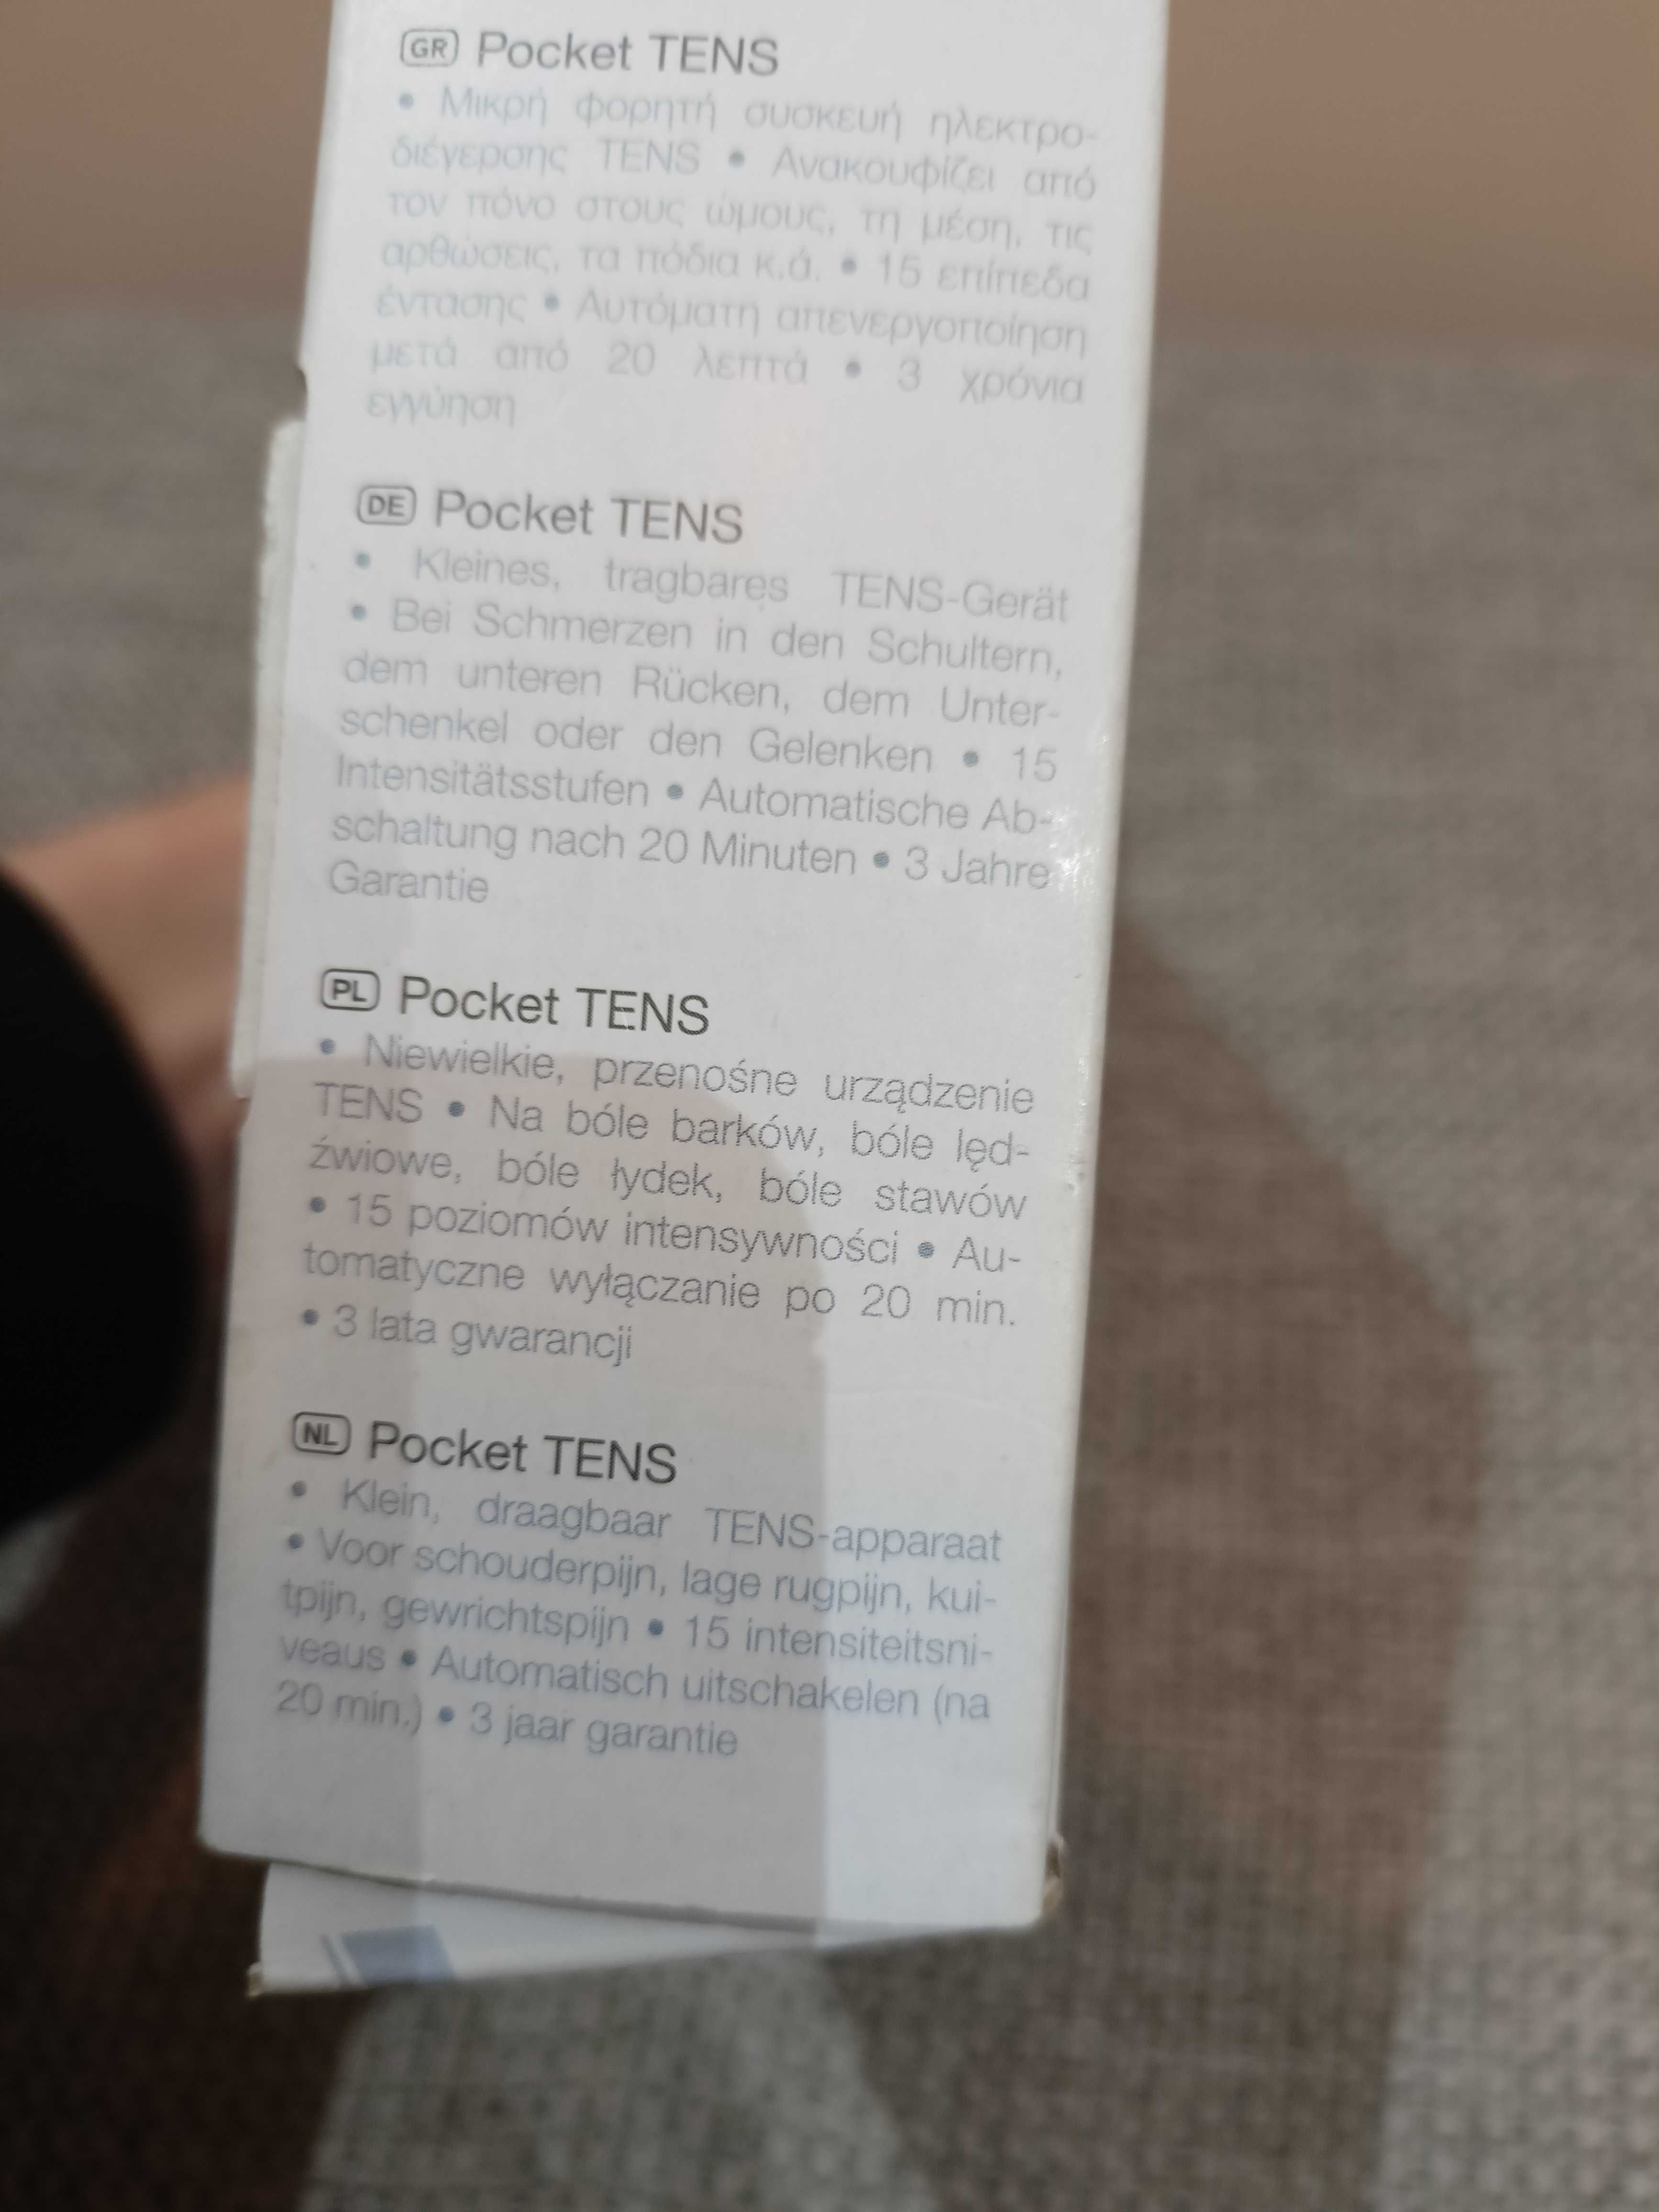 GR Pocket TENS
• Μικρή φορητή συσκευή ηλεκτρο-
διέγερσης TENS • Ανακουφίζει από
τον πόνο στους ώμους, τη μέση, τις
αρθώσεις, τα πόδια κ.ά. • 15 επίπεδα
έντασης • Αυτόματη απενεργοποίηση
μετά από 20 λεπτά • 3 χρόνια
εγγύηση
DE Pocket TENS
• Kleines, tragbares TENS-Gerät
• Bei Schmerzen in den Schultern,
dem unteren Rücken, dem Unter-
schenkel oder den Gelenken • 15
Intensitätsstufen • Automatische Ab-
schaltung nach 20 Minuten • 3 Jahre
Garantie
PL Pocket TENS
• Niewielkie, przenośne urządzenie
TENS • Na bóle barków, bóle lęd-
źwiowe, bóle łydek, bóle stawów
• 15 poziomów intensywności • Au-
tomatyczne wyłączanie po 20 min.
• 3 lata gwarancji
NL Pocket TENS
• Klein, draagbaar TENS-apparaat
• Voor schouderpijn, lage rugpijn, kui-
tpijn, gewrichtspijn • 15 intensiteitsni-
veaus • Automatisch uitschakelen (na
20 min.) • 3 jaar garantie